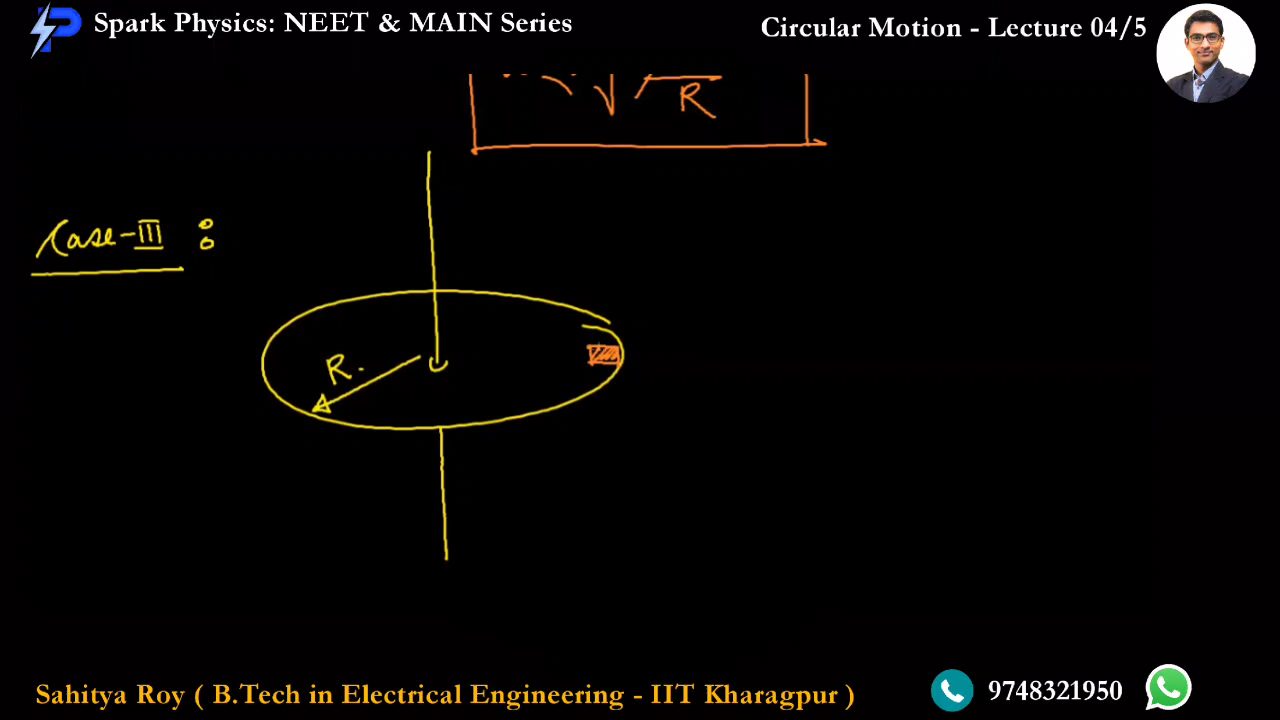 Spark Physics: NEET & MAIN Series
Circular Motion - Lecture 04/5
R
Case-III :
R.
Sahitya Roy ( B.Tech in Electrical Engineering - IIT Kharagpur )
9748321950